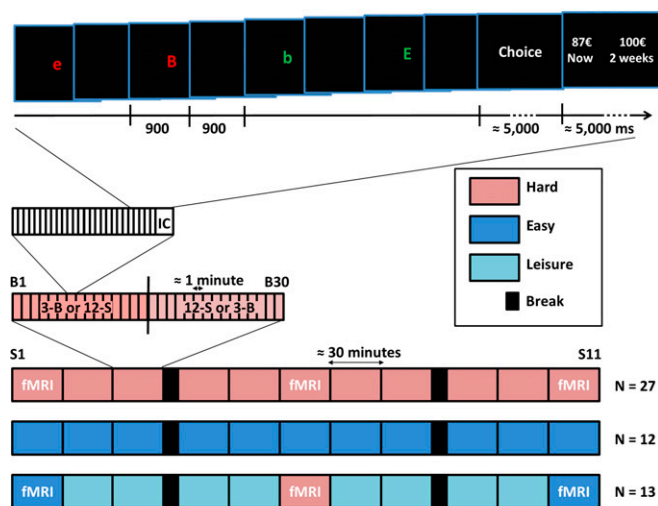 e
B
b
E
Choice
87€
Now
100€
2 weeks
900
900
≈ 5,000
≈ 5,000 ms
IC
Hard
Easy
Leisure
Break
B1
≈ 1 minute
B30
3-B or 12-S
12-S or 3-B
S1
≈ 30 minutes
S11
fMRI
fMRI
fMRI
N = 27
N = 12
fMRI
fMRI
fMRI
N = 13